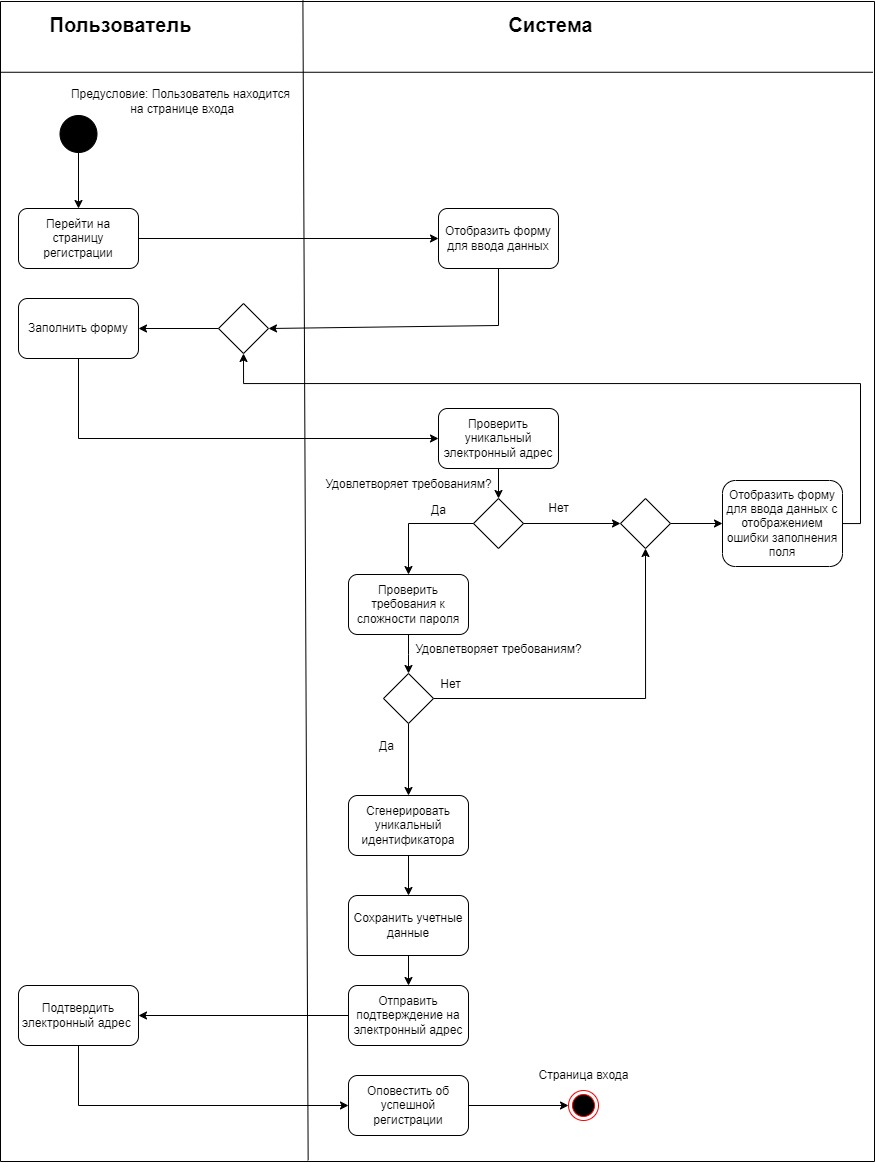 Пользователь
Система
Предусловие: Пользователь находится
на странице входа
Перейти на
страницу
регистрации
Отобразить форму
для ввода данных
Заполнить форму
Проверить
уникальный
электронный адрес
Удовлетворяет требованиям?
Да
Нет
Отобразить форму
для ввода данных с
отображением
ошибки заполнения
поля
Проверить
требования к
сложности пароля
Удовлетворяет требованиям?
Нет
Да
Сгенерировать
уникальный
идентификатора
Сохранить учетные
данные
Подтвердить
электронный адрес
Отправить
подтверждение на
электронный адрес
Оповестить об
успешной
регистрации
Страница входа